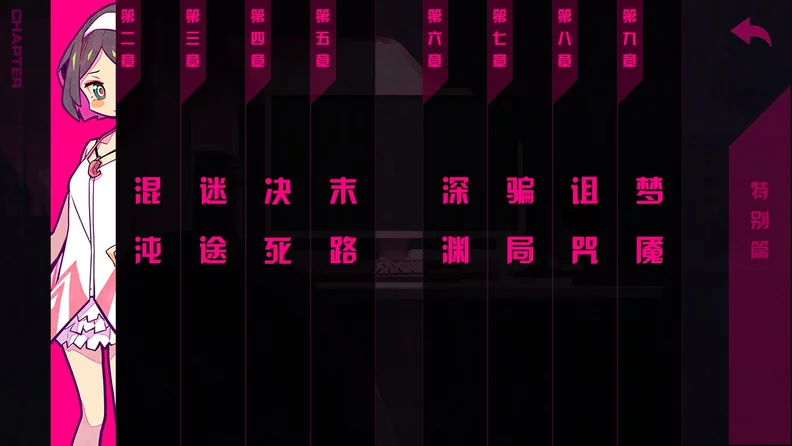 CHAPTER
第二章
混沌
第三章
迷途
第四章
决死
第五章
末路
第六章
深渊
第七章
骗局
第八章
诅咒
第九章
梦魇
特别篇